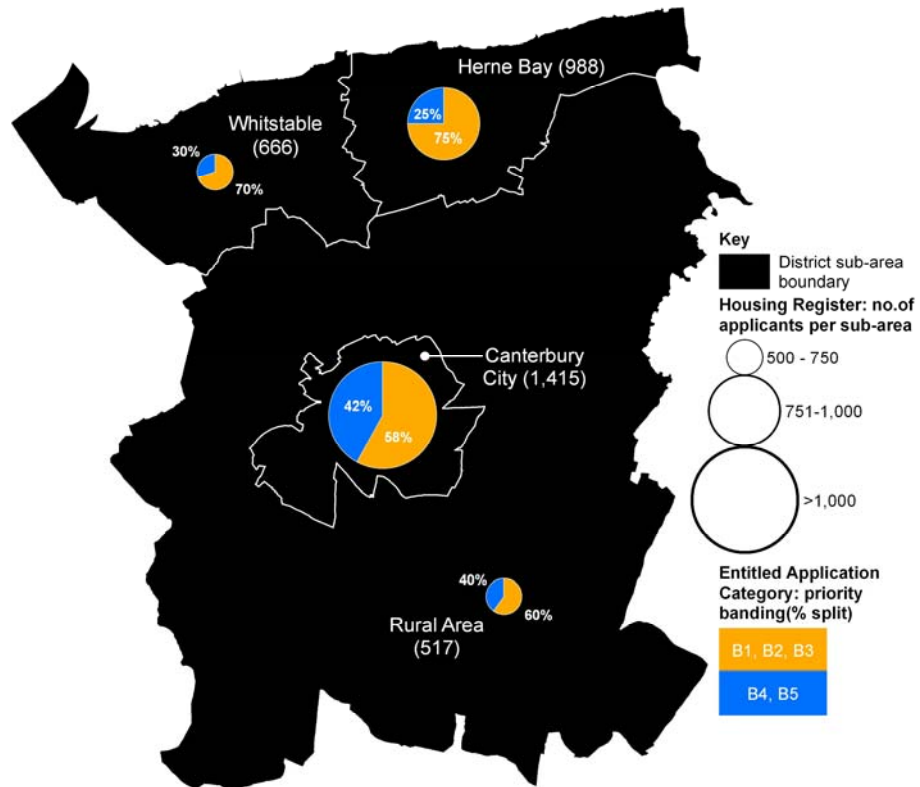 Herne Bay (988)
25%
75%
Whitstable
(666)
30%
70%
Canterbury
City (1,415)
42%
58%
40%
60%
Rural Area
(517)
Key
District sub-area
boundary
Housing Register: no.of
applicants per sub-area
500 - 750
751-1,000
>1,000
Entitled Application
Category: priority
banding(% split)
B1, B2, B3
B4, B5